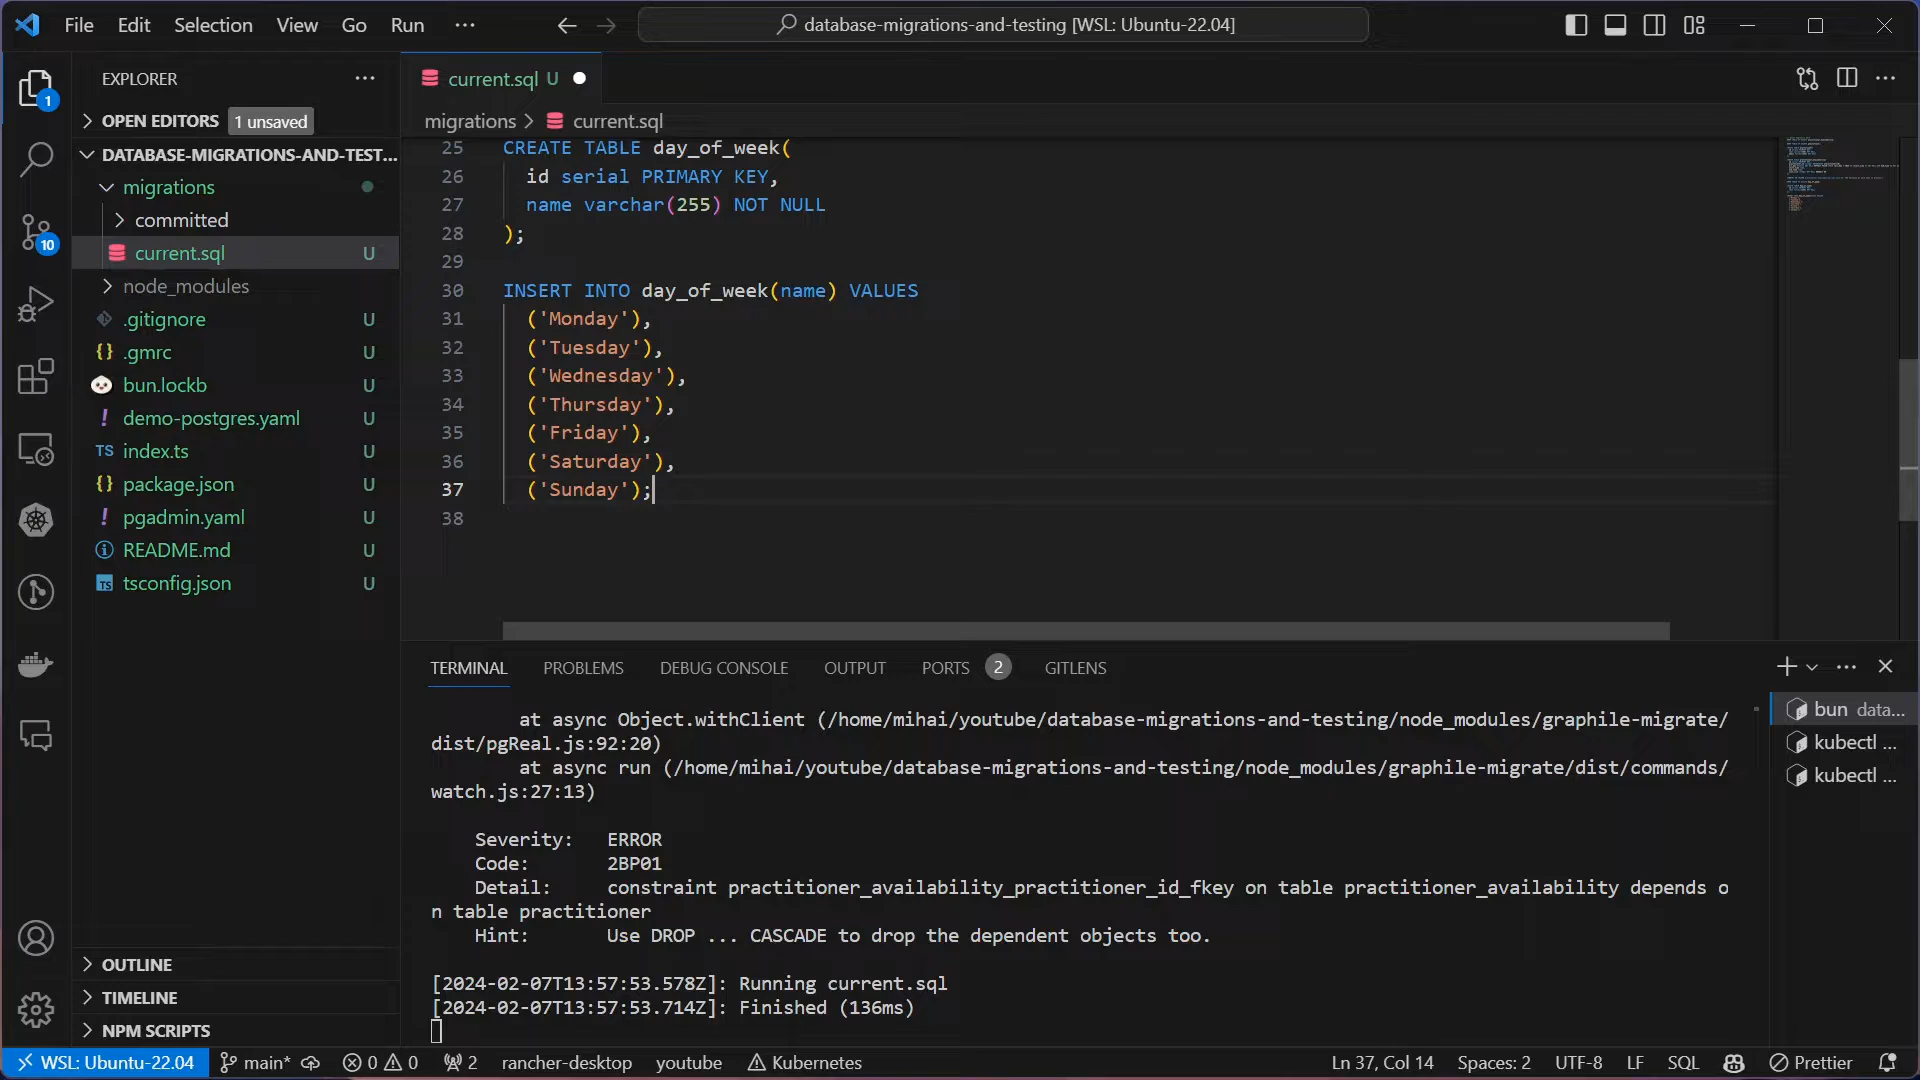 File Edit Selection View Go Run ···
database-migrations-and-testing [WSL: Ubuntu-22.04]
EXPLORER
OPEN EDITORS 1 unsaved
DATABASE-MIGRATIONS-AND-TEST...
migrations
committed
current.sql U
node_modules
.gitignore U
.gmrc U
bun.lockb U
demo-postgres.yaml U
TS index.ts U
package.json U
pgadmin.yaml U
README.md U
TS tsconfig.json U
OUTLINE
TIMELINE
NPM SCRIPTS
1
10
current.sql U
migrations > current.sql
25 CREATE TABLE day_of_week(
26 id serial PRIMARY KEY,
27 name varchar(255) NOT NULL
28 );
29
30 INSERT INTO day_of_week(name) VALUES
31 ('Monday'),
32 ('Tuesday'),
33 ('Wednesday'),
34 ('Thursday'),
35 ('Friday'),
36 ('Saturday'),
37 ('Sunday');
38
TERMINAL PROBLEMS DEBUG CONSOLE OUTPUT PORTS 2 GITLENS
at async Object.withClient (/home/mihai/youtube/database-migrations-and-testing/node_modules/graphile-migrate/
dist/pgReal.js:92:20)
at async run (/home/mihai/youtube/database-migrations-and-testing/node_modules/graphile-migrate/dist/commands/
watch.js:27:13)
Severity: ERROR
Code: 2BP01
Detail: constraint practitioner_availability_practitioner_id_fkey on table practitioner_availability depends o
n table practitioner
Hint: Use DROP ... CASCADE to drop the dependent objects too.
[2024-02-07T13:57:53.578Z]: Running current.sql
[2024-02-07T13:57:53.714Z]: Finished (136ms)
bun data...
kubectl ...
kubectl ...
WSL: Ubuntu-22.04 main* 0 0 2 rancher-desktop youtube Kubernetes Ln 37, Col 14 Spaces: 2 UTF-8 LF SQL Prettier